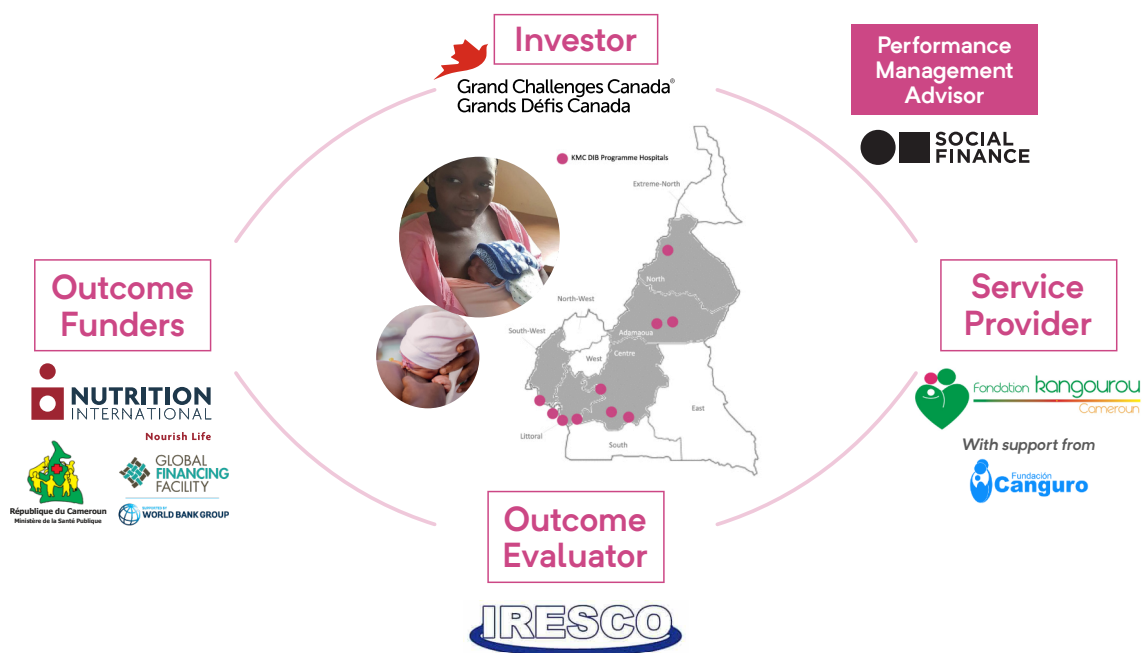 Investor
Grand Challenges Canada®
Grands Défis Canada
Performance
Management
Advisor
SOCIAL
FINANCE
KMC DIB Programme Hospitals
Extreme-North
North
North-West
Adamaoua
South-West
West
Centre
East
Littoral
South
Outcome
Funders
NUTRITION
INTERNATIONAL
Nourish Life
République du Cameroun
Ministère de la Santé Publique
GLOBAL
FINANCING
FACILITY
SUPPORTED BY
WORLD BANK GROUP
Service
Provider
Fondation kangourou
Cameroun
With support from
Fundación
Canguro
Outcome
Evaluator
IRESCO